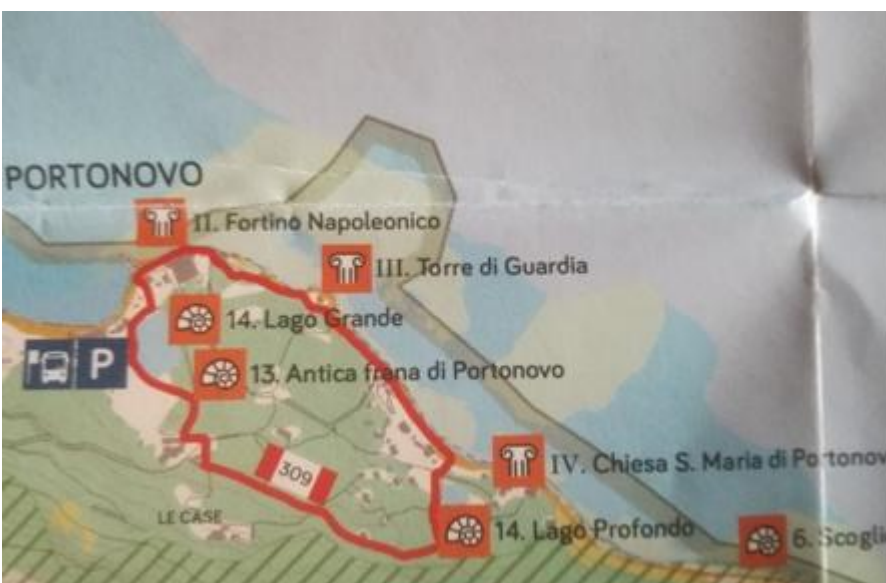 PORTONOVO
II. Fortino Napoleonico
III. Torre di Guardia
14. Lago Grande
P
13. Antica frana di Portonovo
IV. Chiesa S. Maria di Portonov
309
LE CASE
14. Lago Profondo
6. Scogli